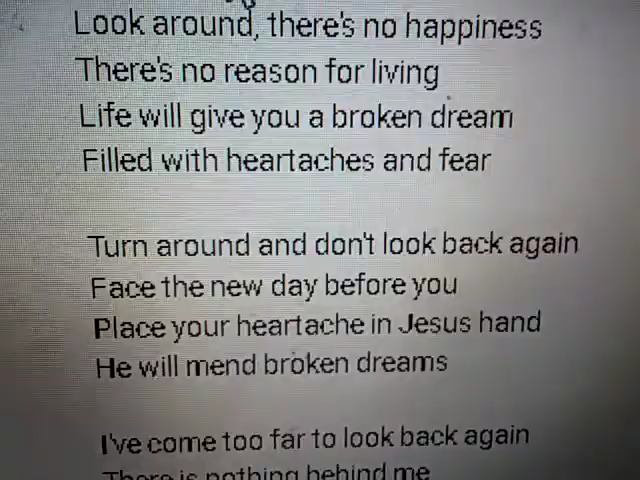 Look around, there's no happiness
There's no reason for living
Life will give you a broken dream
Filled with heartaches and fear
Turn around and don't look back again
Face the new day before you
Place your heartache in Jesus hand
He will mend broken dreams
I've come too far to look back again
There is nothing behind me